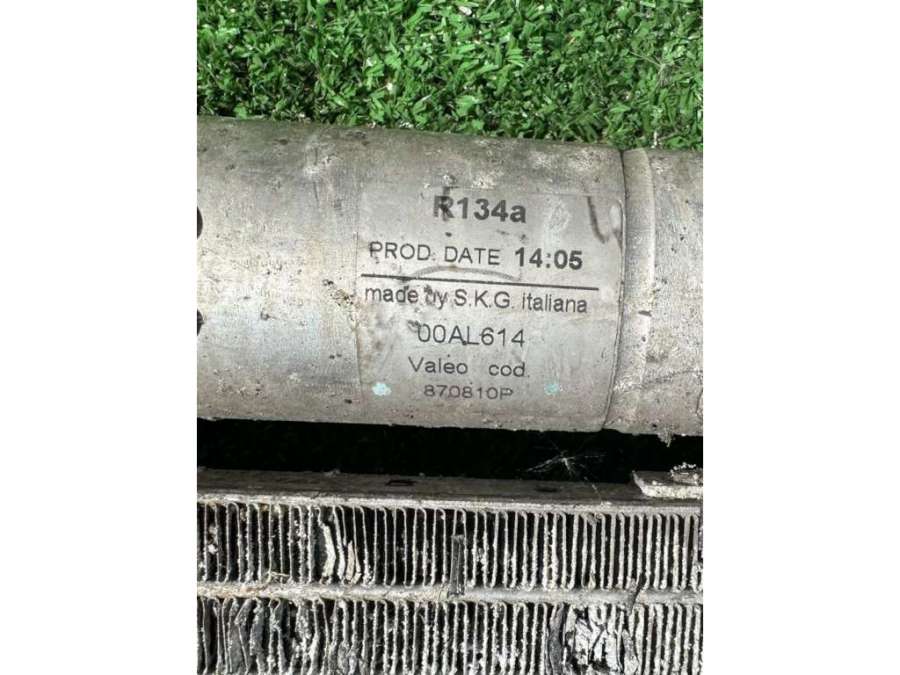 R134a
PROD. DATE 14:05
made by S.K.G. italiana
00AL614
Valeo cod.
870810P